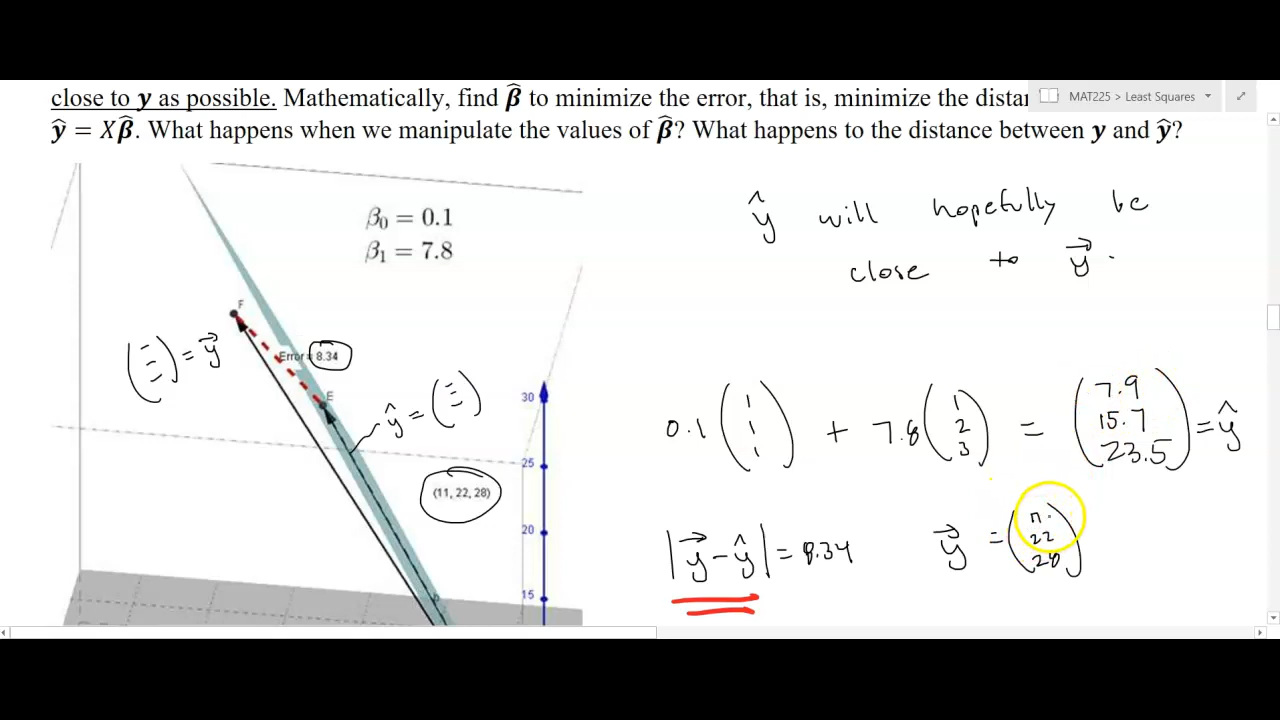 close to y as possible. Mathematically, find β̂ to minimize the error, that is, minimize the distan
MAT225 > Least Squares
ŷ = Xβ̂. What happens when we manipulate the values of β̂? What happens to the distance between y and ŷ?
β₀ = 0.1
β₁ = 7.8
ŷ will hopefully be
close to y⃗.
F
= y⃗
Error = 8.34
E
ŷ =
(11, 22, 28)
30
25
20
15
0.1 (1 1 1) + 7.8 (1 2 3) = (7.9 15.7 23.5) = ŷ
|y⃗ − ŷ| = 8.34
y⃗ = (11 22 28)